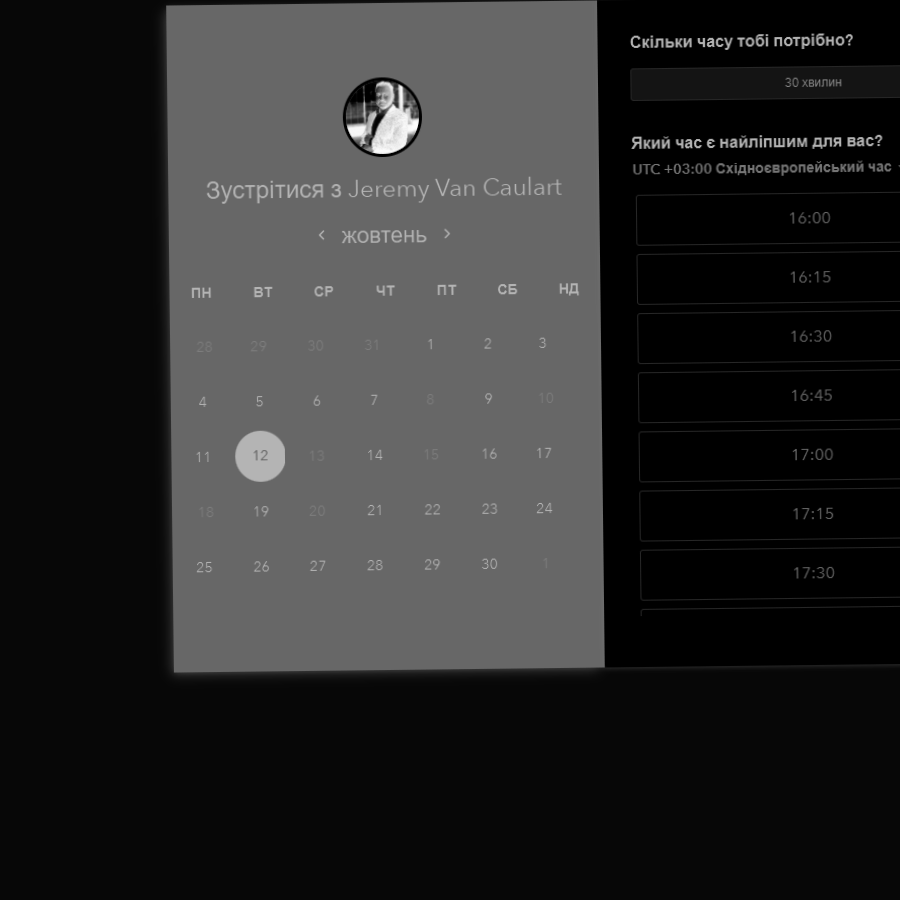 Зустрітися з Jeremy Van Caulart
‹ жовтень ›
ПН ВТ СР ЧТ ПТ СБ НД
28 29 30 31 1 2 3
4 5 6 7 8 9 10
11 12 13 14 15 16 17
18 19 20 21 22 23 24
25 26 27 28 29 30 1
Скільки часу тобі потрібно?
30 хвилин
Який час є найліпшим для вас?
UTC +03:00 Східноєвропейський час
16:00
16:15
16:30
16:45
17:00
17:15
17:30